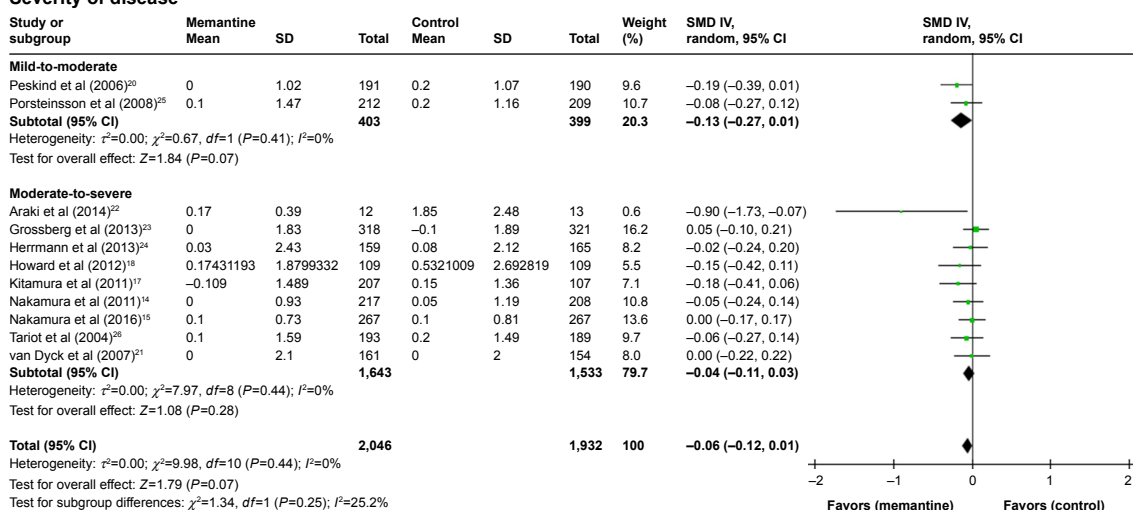 Severity of disease
Study or Memantine Control Weight SMD IV, SMD IV,
subgroup Mean SD Total Mean SD Total (%) random, 95% CI random, 95% CI
Mild-to-moderate
Peskind et al (2006)²⁰ 0 1.02 191 0.2 1.07 190 9.6 –0.19 (–0.39, 0.01)
Porsteinsson et al (2008)²⁵ 0.1 1.47 212 0.2 1.16 209 10.7 –0.08 (–0.27, 0.12)
Subtotal (95% CI) 403 399 20.3 –0.13 (–0.27, 0.01)
Heterogeneity: τ²=0.00; χ²=0.67, df=1 (P=0.41); I²=0%
Test for overall effect: Z=1.84 (P=0.07)
Moderate-to-severe
Araki et al (2014)²² 0.17 0.39 12 1.85 2.48 13 0.6 –0.90 (–1.73, –0.07)
Grossberg et al (2013)²³ 0 1.83 318 –0.1 1.89 321 16.2 0.05 (–0.10, 0.21)
Herrmann et al (2013)²⁴ 0.03 2.43 159 0.08 2.12 165 8.2 –0.02 (–0.24, 0.20)
Howard et al (2012)¹⁸ 0.17431193 1.8799332 109 0.5321009 2.692819 109 5.5 –0.15 (–0.42, 0.11)
Kitamura et al (2011)¹⁷ –0.109 1.489 207 0.15 1.36 107 7.1 –0.18 (–0.41, 0.06)
Nakamura et al (2011)¹⁴ 0 0.93 217 0.05 1.19 208 10.8 –0.05 (–0.24, 0.14)
Nakamura et al (2016)¹⁵ 0.1 0.73 267 0.1 0.81 267 13.6 0.00 (–0.17, 0.17)
Tariot et al (2004)²⁶ 0.1 1.59 193 0.2 1.49 189 9.7 –0.06 (–0.27, 0.14)
van Dyck et al (2007)²¹ 0 2.1 161 0 2 154 8.0 0.00 (–0.22, 0.22)
Subtotal (95% CI) 1,643 1,533 79.7 –0.04 (–0.11, 0.03)
Heterogeneity: τ²=0.00; χ²=7.97, df=8 (P=0.44); I²=0%
Test for overall effect: Z=1.08 (P=0.28)
Total (95% CI) 2,046 1,932 100 –0.06 (–0.12, 0.01)
Heterogeneity: τ²=0.00; χ²=9.98, df=10 (P=0.44); I²=0%
–2 –1 0 1 2
Test for overall effect: Z=1.79 (P=0.07)
Test for subgroup differences: χ²=1.34, df=1 (P=0.25); I²=25.2%
Favors (memantine) Favors (control)